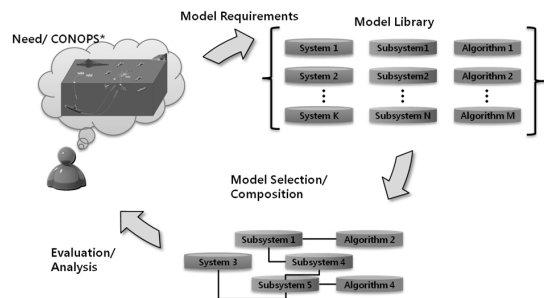 Model Requirements
Need/ CONOPS*
Model Library
System 1
Subsystem1
Algorithm 1
System 2
Subsystem2
Algorithm 2
System K
Subsystem N
Algorithm M
Model Selection/
Composition
Evaluation/
Analysis
Subsystem 1
Algorithm 2
System 3
Subsystem 4
Subsystem 5
Algorithm 4